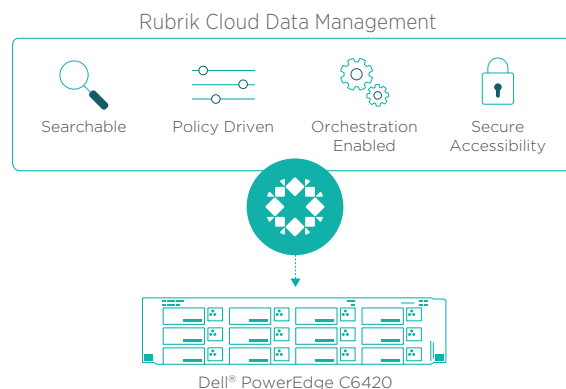 Rubrik Cloud Data Management
Searchable
Policy Driven
Orchestration
Enabled
Secure
Accessibility
Dell® PowerEdge C6420